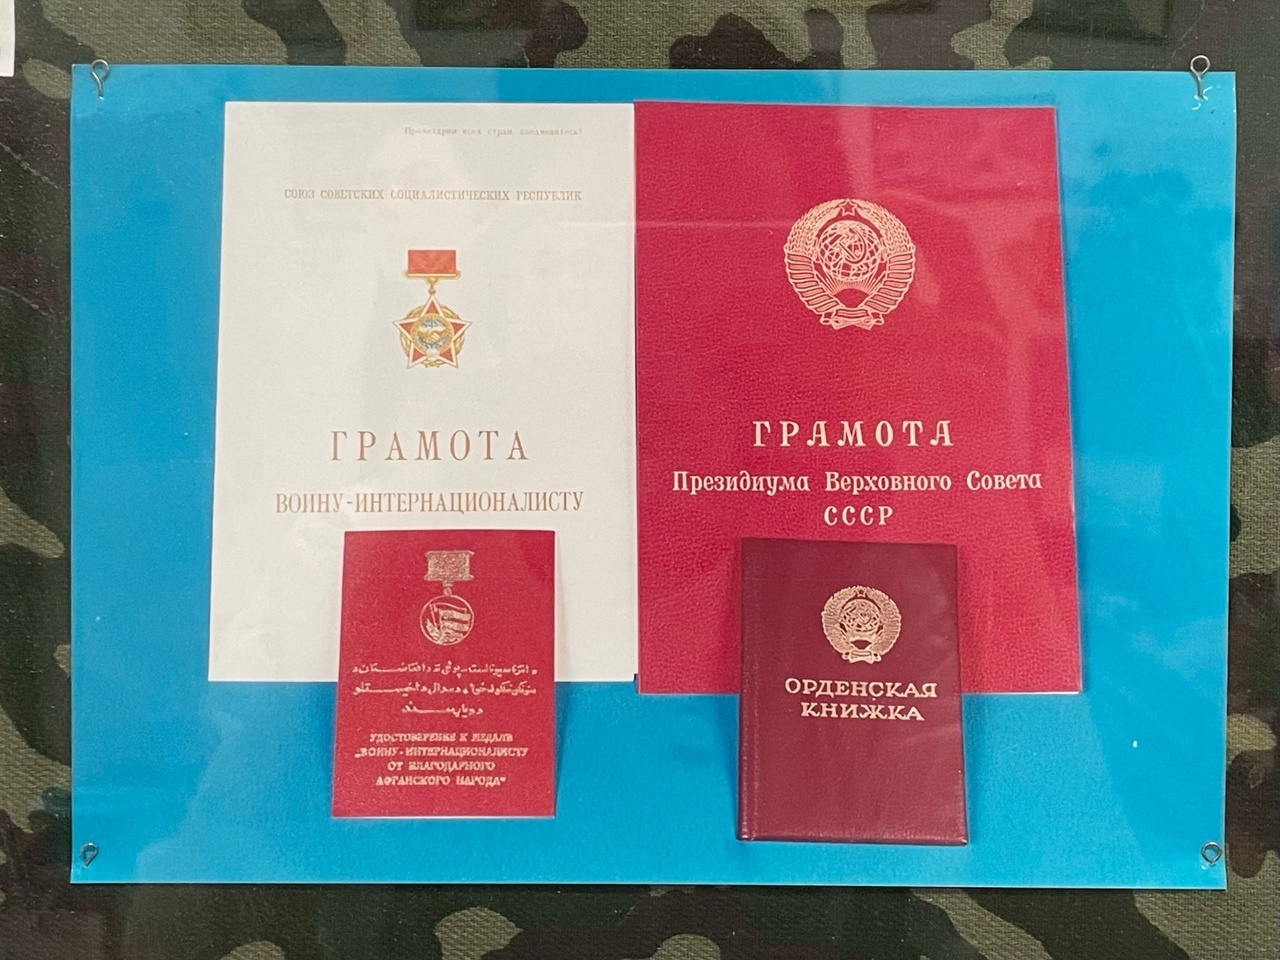 Пролетарии всех стран, соединяйтесь!
СОЮЗ СОВЕТСКИХ СОЦИАЛИСТИЧЕСКИХ РЕСПУБЛИК
ГРАМОТА
ВОИНУ-ИНТЕРНАЦИОНАЛИСТУ
ГРАМОТА
Президиума Верховного Совета
СССР
УДОСТОВЕРЕНИЕ К МЕДАЛИ
„ВОИНУ-ИНТЕРНАЦИОНАЛИСТУ
ОТ БЛАГОДАРНОГО
АФГАНСКОГО НАРОДА"
ОРДЕНСКАЯ
КНИЖКА